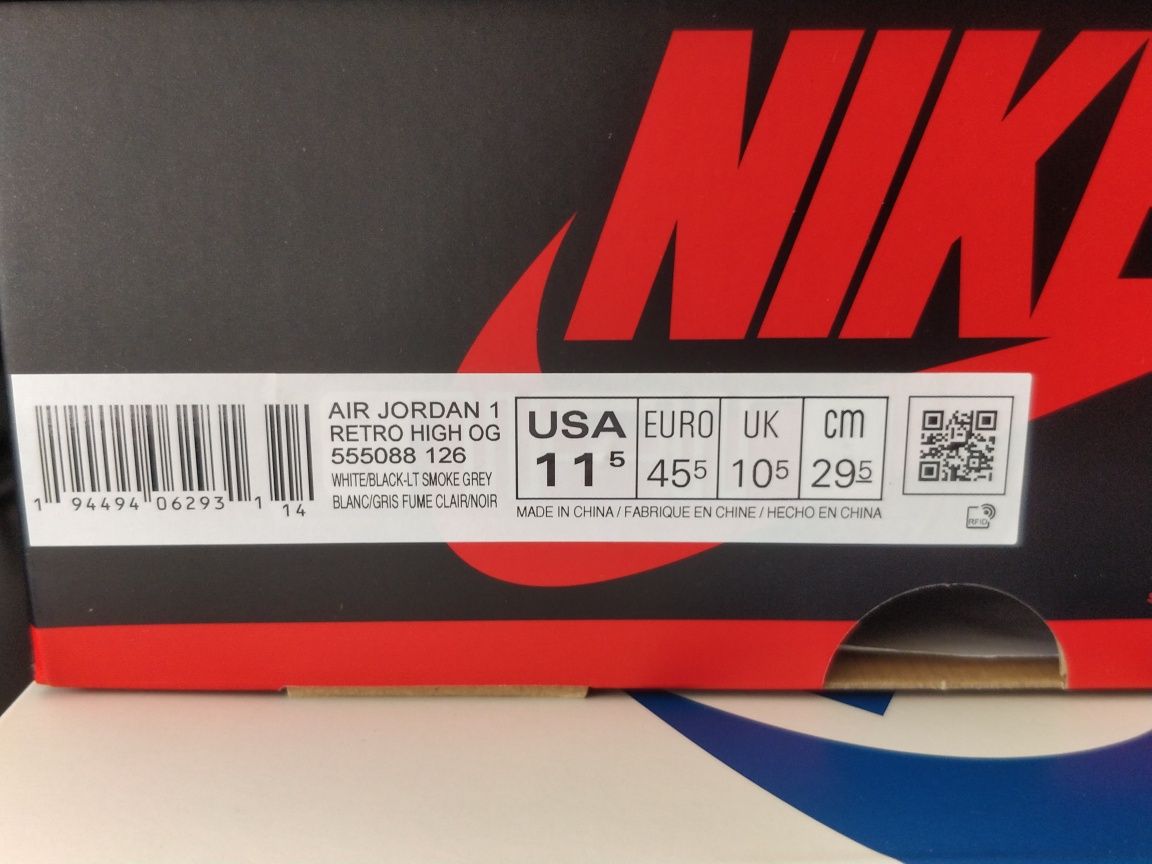 NIKE
AIR JORDAN 1
RETRO HIGH OG
555088 126
WHITE/BLACK-LT SMOKE GREY
BLANC/GRIS FUME CLAIR/NOIR
1 94494 06293 1 14
USA EURO UK cm
11 5 45 5 10 5 29 5
MADE IN CHINA / FABRIQUE EN CHINE / HECHO EN CHINA
RFID